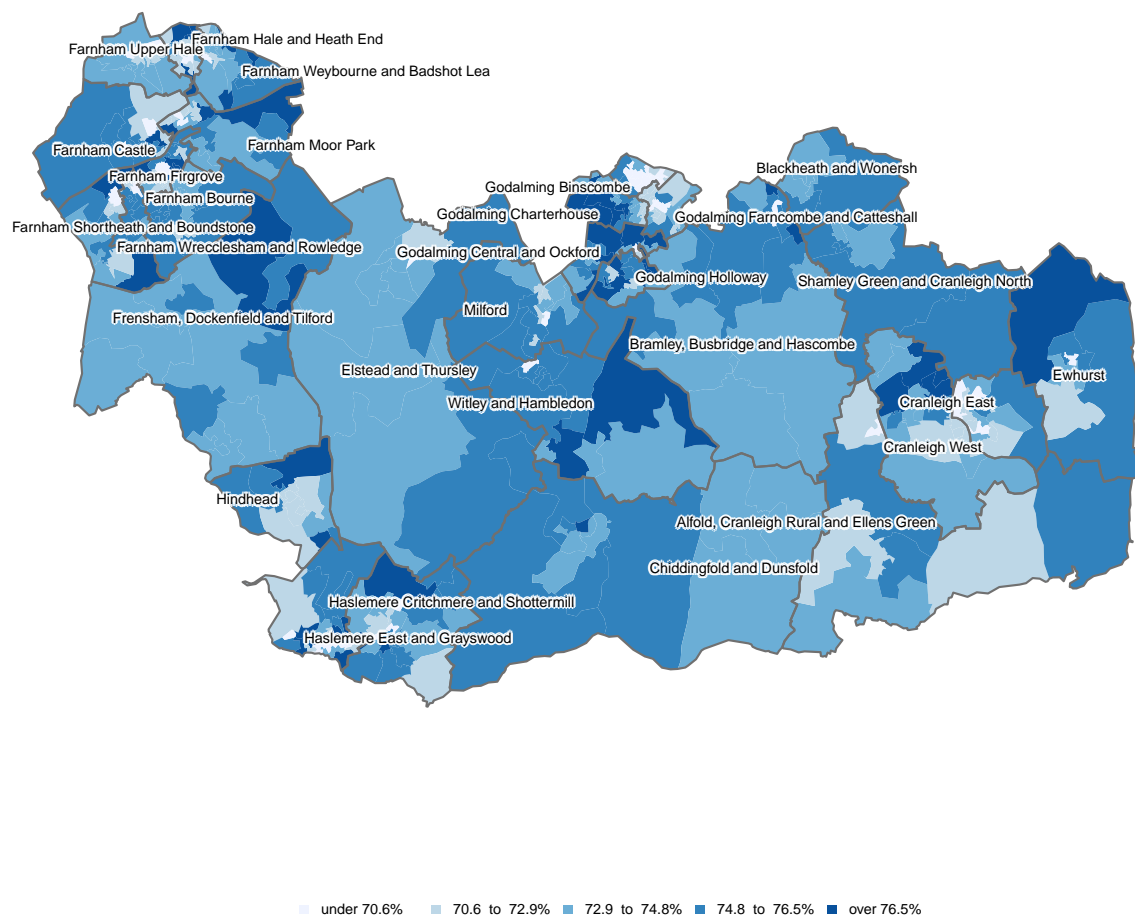 Farnham Hale and Heath End
Farnham Upper Hale
Farnham Weybourne and Badshot Lea
Farnham Moor Park
Farnham Castle
Blackheath and Wonersh
Farnham Firgrove
Godalming Binscombe
Farnham Bourne
Godalming Charterhouse
Godalming Farncombe and Catteshall
Farnham Shortheath and Boundstone
Farnham Wrecclesham and Rowledge
Godalming Central and Ockford
Godalming Holloway
Shamley Green and Cranleigh North
Milford
Frensham, Dockenfield and Tilford
Bramley, Busbridge and Hascombe
Elstead and Thursley
Ewhurst
Witley and Hambledon
Cranleigh East
Cranleigh West
Hindhead
Alfold, Cranleigh Rural and Ellens Green
Chiddingfold and Dunsfold
Haslemere Critchmere and Shottermill
Haslemere East and Grayswood
under 70.6% 70.6 to 72.9% 72.9 to 74.8% 74.8 to 76.5% over 76.5%